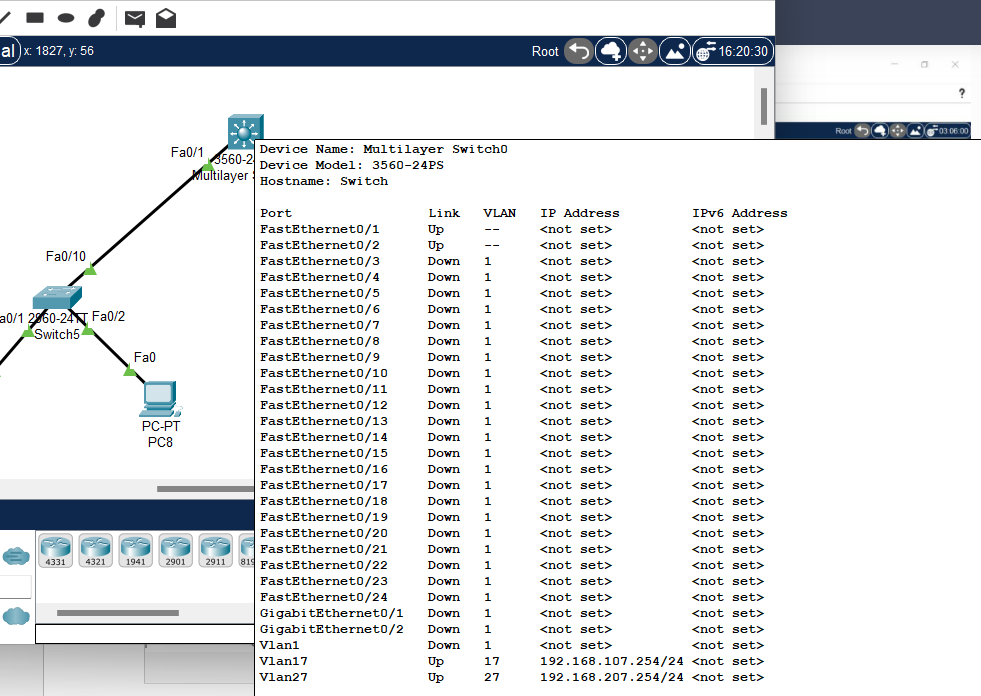 al x: 1827, y: 56
Root 16:20:30
?
Root 03:06:00
Fa0/1
3560-2
Multilayer
Fa0/10
a0/1 2960-24TT Fa0/2
Switch5
Fa0
PC-PT
PC8
4331 4321 1941 2901 2911 819
Device Name: Multilayer Switch0
Device Model: 3560-24PS
Hostname: Switch
Port Link VLAN IP Address IPv6 Address
FastEthernet0/1 Up -- <not set> <not set>
FastEthernet0/2 Up -- <not set> <not set>
FastEthernet0/3 Down 1 <not set> <not set>
FastEthernet0/4 Down 1 <not set> <not set>
FastEthernet0/5 Down 1 <not set> <not set>
FastEthernet0/6 Down 1 <not set> <not set>
FastEthernet0/7 Down 1 <not set> <not set>
FastEthernet0/8 Down 1 <not set> <not set>
FastEthernet0/9 Down 1 <not set> <not set>
FastEthernet0/10 Down 1 <not set> <not set>
FastEthernet0/11 Down 1 <not set> <not set>
FastEthernet0/12 Down 1 <not set> <not set>
FastEthernet0/13 Down 1 <not set> <not set>
FastEthernet0/14 Down 1 <not set> <not set>
FastEthernet0/15 Down 1 <not set> <not set>
FastEthernet0/16 Down 1 <not set> <not set>
FastEthernet0/17 Down 1 <not set> <not set>
FastEthernet0/18 Down 1 <not set> <not set>
FastEthernet0/19 Down 1 <not set> <not set>
FastEthernet0/20 Down 1 <not set> <not set>
FastEthernet0/21 Down 1 <not set> <not set>
FastEthernet0/22 Down 1 <not set> <not set>
FastEthernet0/23 Down 1 <not set> <not set>
FastEthernet0/24 Down 1 <not set> <not set>
GigabitEthernet0/1 Down 1 <not set> <not set>
GigabitEthernet0/2 Down 1 <not set> <not set>
Vlan1 Down 1 <not set> <not set>
Vlan17 Up 17 192.168.107.254/24 <not set>
Vlan27 Up 27 192.168.207.254/24 <not set>